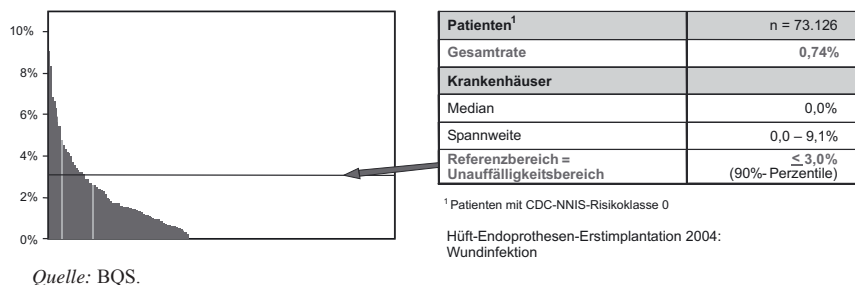 10%
8%
6%
4%
2%
0%
Patienten¹ n = 73.126
Gesamtrate 0,74%
Krankenhäuser
Median 0,0%
Spannweite 0,0 – 9,1%
Referenzbereich = ≤ 3,0%
Unauffälligkeitsbereich (90%- Perzentile)
¹ Patienten mit CDC-NNIS-Risikoklasse 0
Hüft-Endoprothesen-Erstimplantation 2004:
Wundinfektion
Quelle: BQS.